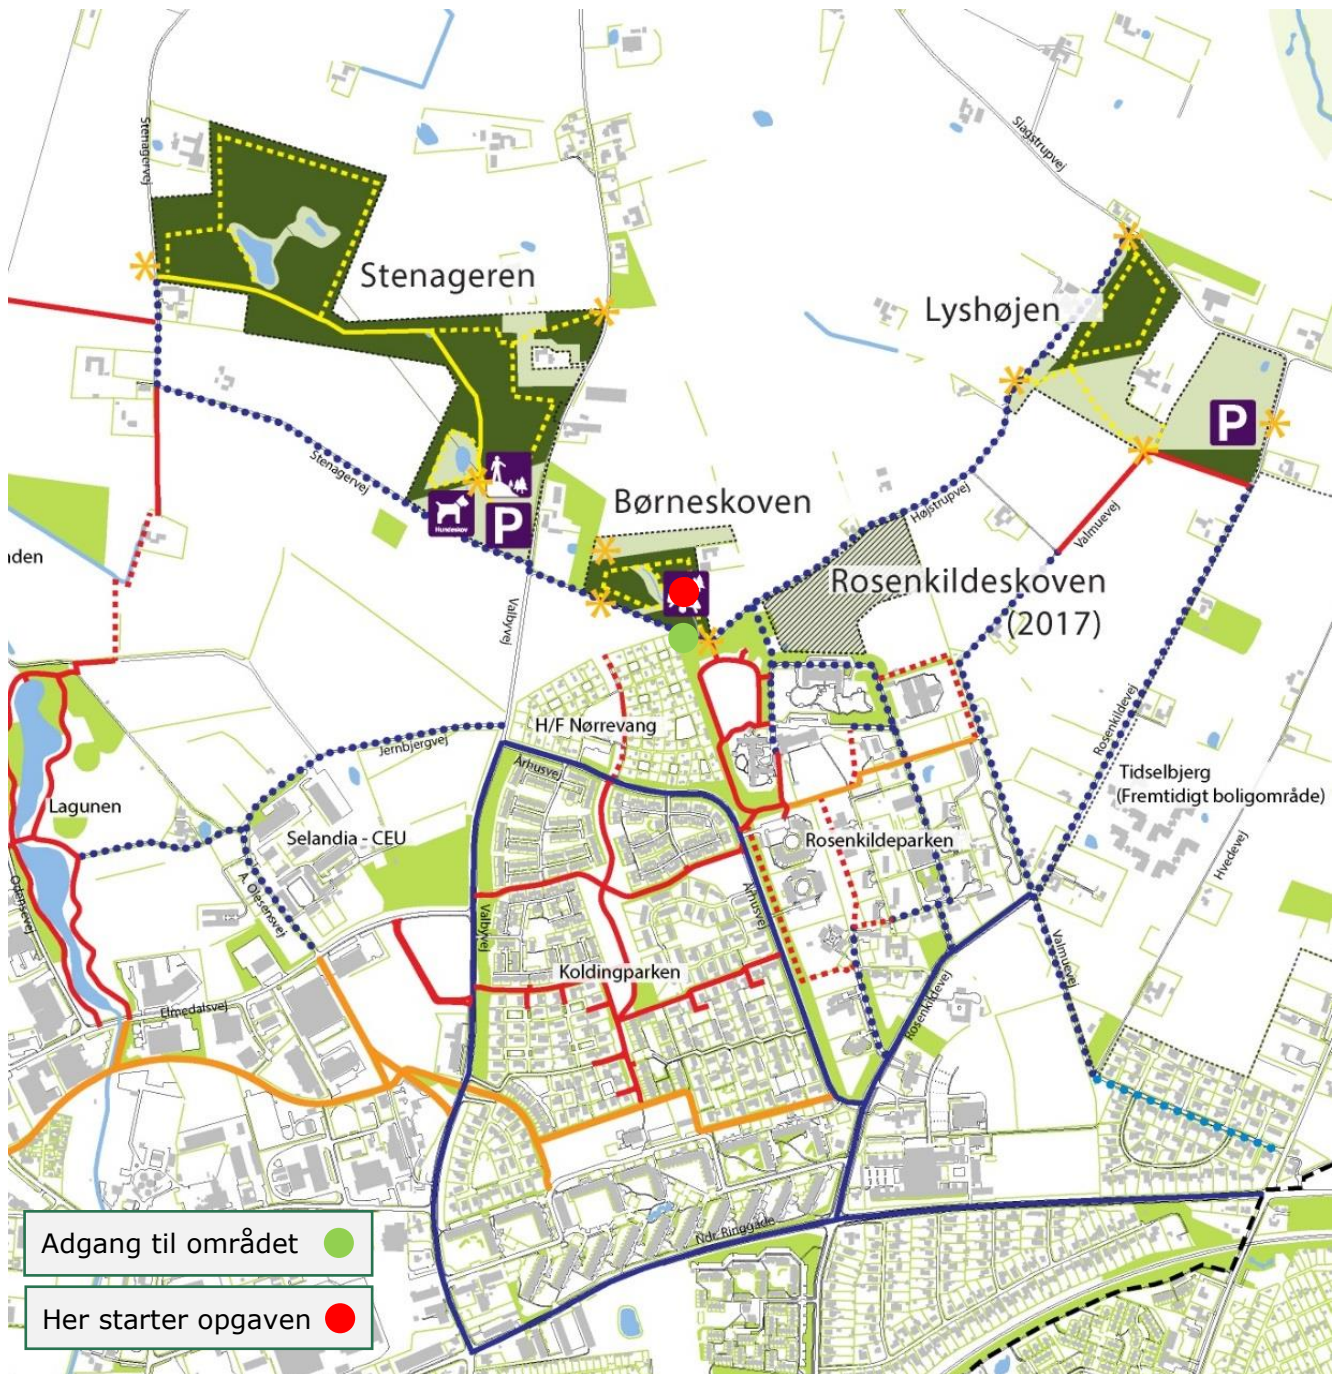 Stenagervej
Slagstrupvej
Stenageren
Lyshøjen
P
Stenagervej
Hundeskov
P
Børneskoven
Højstrupvej
Valmuevej
Rosenkildeskoven
(2017)
Valbyvej
H/F Nørrevang
Jernbjergvej
Århusvej
Rosenkildevej
Tidselbjerg
(Fremtidigt boligområde)
Lagunen
Selandia - CEU
Rosenkildeparken
Hvedevej
Odensevej
A. Olesensvej
Valbyvej
Århusvej
Koldingparken
Valmuevej
Elmedalsvej
Rosenkildevej
Ndr. Ringgade
Adgang til området
Her starter opgaven